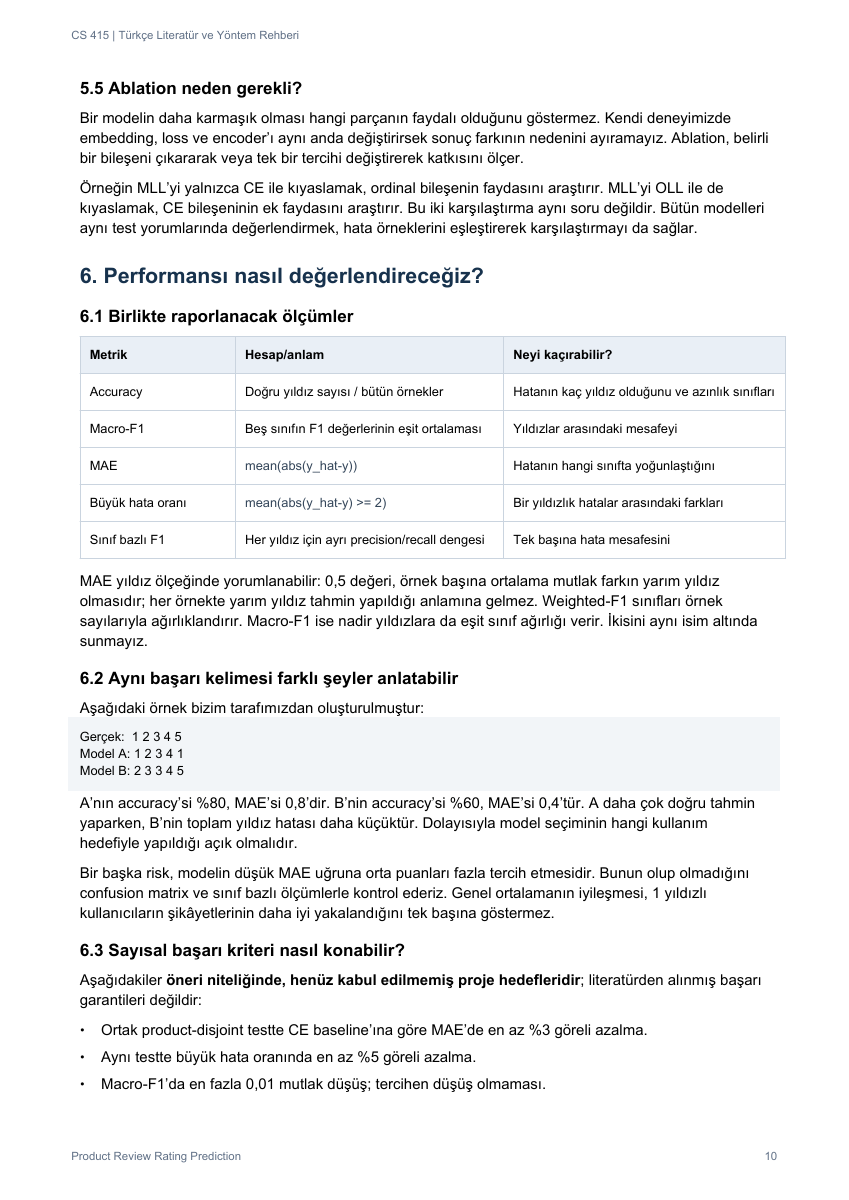 CS 415 | Türkçe Literatür ve Yöntem Rehberi
5.5 Ablation neden gerekli?
Bir modelin daha karmaşık olması hangi parçanın faydalı olduğunu göstermez. Kendi deneyimizde
embedding, loss ve encoder’ı aynı anda değiştirirsek sonuç farkının nedenini ayıramayız. Ablation, belirli
bir bileşeni çıkararak veya tek bir tercihi değiştirerek katkısını ölçer.
Örneğin MLL’yi yalnızca CE ile kıyaslamak, ordinal bileşenin faydasını araştırır. MLL’yi OLL ile de
kıyaslamak, CE bileşeninin ek faydasını araştırır. Bu iki karşılaştırma aynı soru değildir. Bütün modelleri
aynı test yorumlarında değerlendirmek, hata örneklerini eşleştirerek karşılaştırmayı da sağlar.
6. Performansı nasıl değerlendireceğiz?
6.1 Birlikte raporlanacak ölçümler
Metrik Hesap/anlam Neyi kaçırabilir?
Accuracy Doğru yıldız sayısı / bütün örnekler Hatanın kaç yıldız olduğunu ve azınlık sınıfları
Macro-F1 Beş sınıfın F1 değerlerinin eşit ortalaması Yıldızlar arasındaki mesafeyi
MAE mean(abs(y_hat-y)) Hatanın hangi sınıfta yoğunlaştığını
Büyük hata oranı mean(abs(y_hat-y) >= 2) Bir yıldızlık hatalar arasındaki farkları
Sınıf bazlı F1 Her yıldız için ayrı precision/recall dengesi Tek başına hata mesafesini
MAE yıldız ölçeğinde yorumlanabilir: 0,5 değeri, örnek başına ortalama mutlak farkın yarım yıldız
olmasıdır; her örnekte yarım yıldız tahmin yapıldığı anlamına gelmez. Weighted-F1 sınıfları örnek
sayılarıyla ağırlıklandırır. Macro-F1 ise nadir yıldızlara da eşit sınıf ağırlığı verir. İkisini aynı isim altında
sunmayız.
6.2 Aynı başarı kelimesi farklı şeyler anlatabilir
Aşağıdaki örnek bizim tarafımızdan oluşturulmuştur:
Gerçek: 1 2 3 4 5
Model A: 1 2 3 4 1
Model B: 2 3 3 4 5
A’nın accuracy’si %80, MAE’si 0,8’dir. B’nin accuracy’si %60, MAE’si 0,4’tür. A daha çok doğru tahmin
yaparken, B’nin toplam yıldız hatası daha küçüktür. Dolayısıyla model seçiminin hangi kullanım
hedefiyle yapıldığı açık olmalıdır.
Bir başka risk, modelin düşük MAE uğruna orta puanları fazla tercih etmesidir. Bunun olup olmadığını
confusion matrix ve sınıf bazlı ölçümlerle kontrol ederiz. Genel ortalamanın iyileşmesi, 1 yıldızlı
kullanıcıların şikâyetlerinin daha iyi yakalandığını tek başına göstermez.
6.3 Sayısal başarı kriteri nasıl konabilir?
Aşağıdakiler öneri niteliğinde, henüz kabul edilmemiş proje hedefleridir; literatürden alınmış başarı
garantileri değildir:
• Ortak product-disjoint testte CE baseline’ına göre MAE’de en az %3 göreli azalma.
• Aynı testte büyük hata oranında en az %5 göreli azalma.
• Macro-F1’da en fazla 0,01 mutlak düşüş; tercihen düşüş olmaması.
Product Review Rating Prediction 10